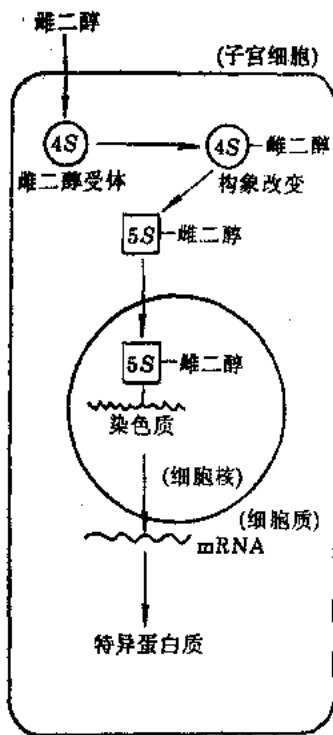 雌二醇
(子宫细胞)
4S
4S-雌二醇
雌二醇受体
构象改变
5S-雌二醇
5S-雌二醇
染色质
(细胞核)
(细胞质)
mRNA
特异蛋白质